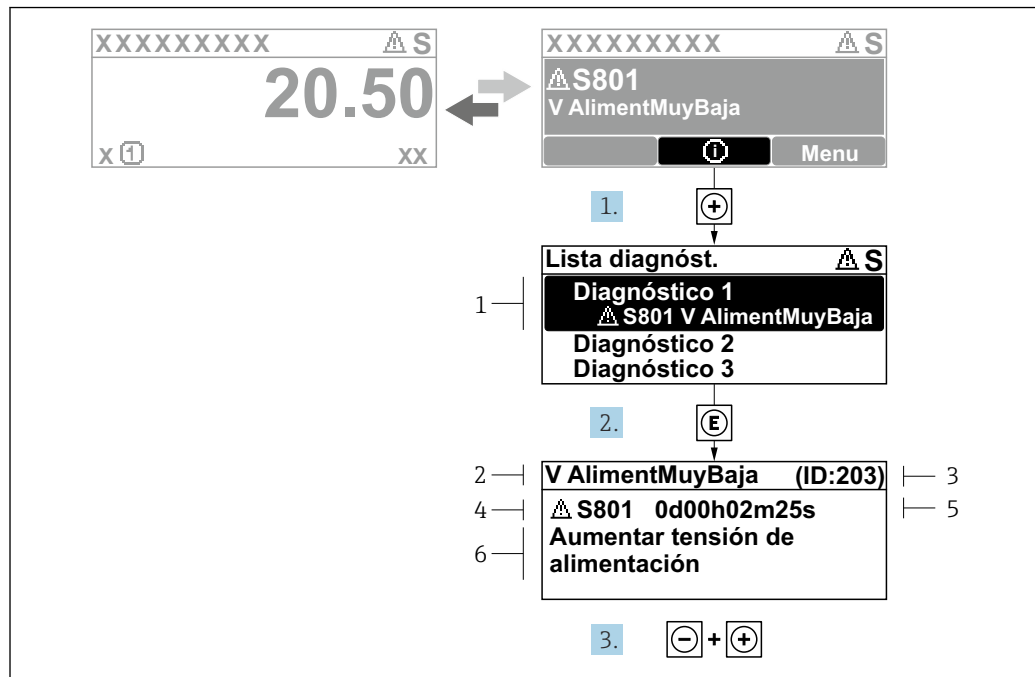 XXXXXXXXX ⚠ S
20.50
x ① xx
XXXXXXXXX ⚠ S
⚠ S801
V AlimentMuyBaja
ⓘ Menu
1. +
Lista diagnóst. ⚠ S
1
Diagnóstico 1
⚠ S801 V AlimentMuyBaja
Diagnóstico 2
Diagnóstico 3
2. E
2 V AlimentMuyBaja (ID:203) 3
4 ⚠ S801 0d00h02m25s 5
6
Aumentar tensión de
alimentación
3. − + +